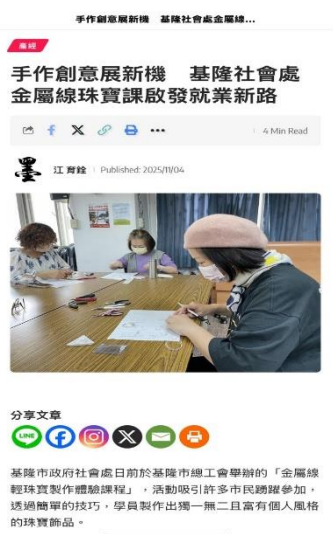 手作創意展新機　基隆社會處金屬線...
產經
手作創意展新機　基隆社會處
金屬線珠寶課啟發就業新路
4 Min Read
江 育銓
Published: 2025/11/04
分享文章
LINE
基隆市政府社會處日前於基隆市總工會舉辦的「金屬線
輕珠寶製作體驗課程」，活動吸引許多市民踴躍參加，
透過簡單的技巧，學員製作出獨一無二且富有個人風格
的珠寶飾品。